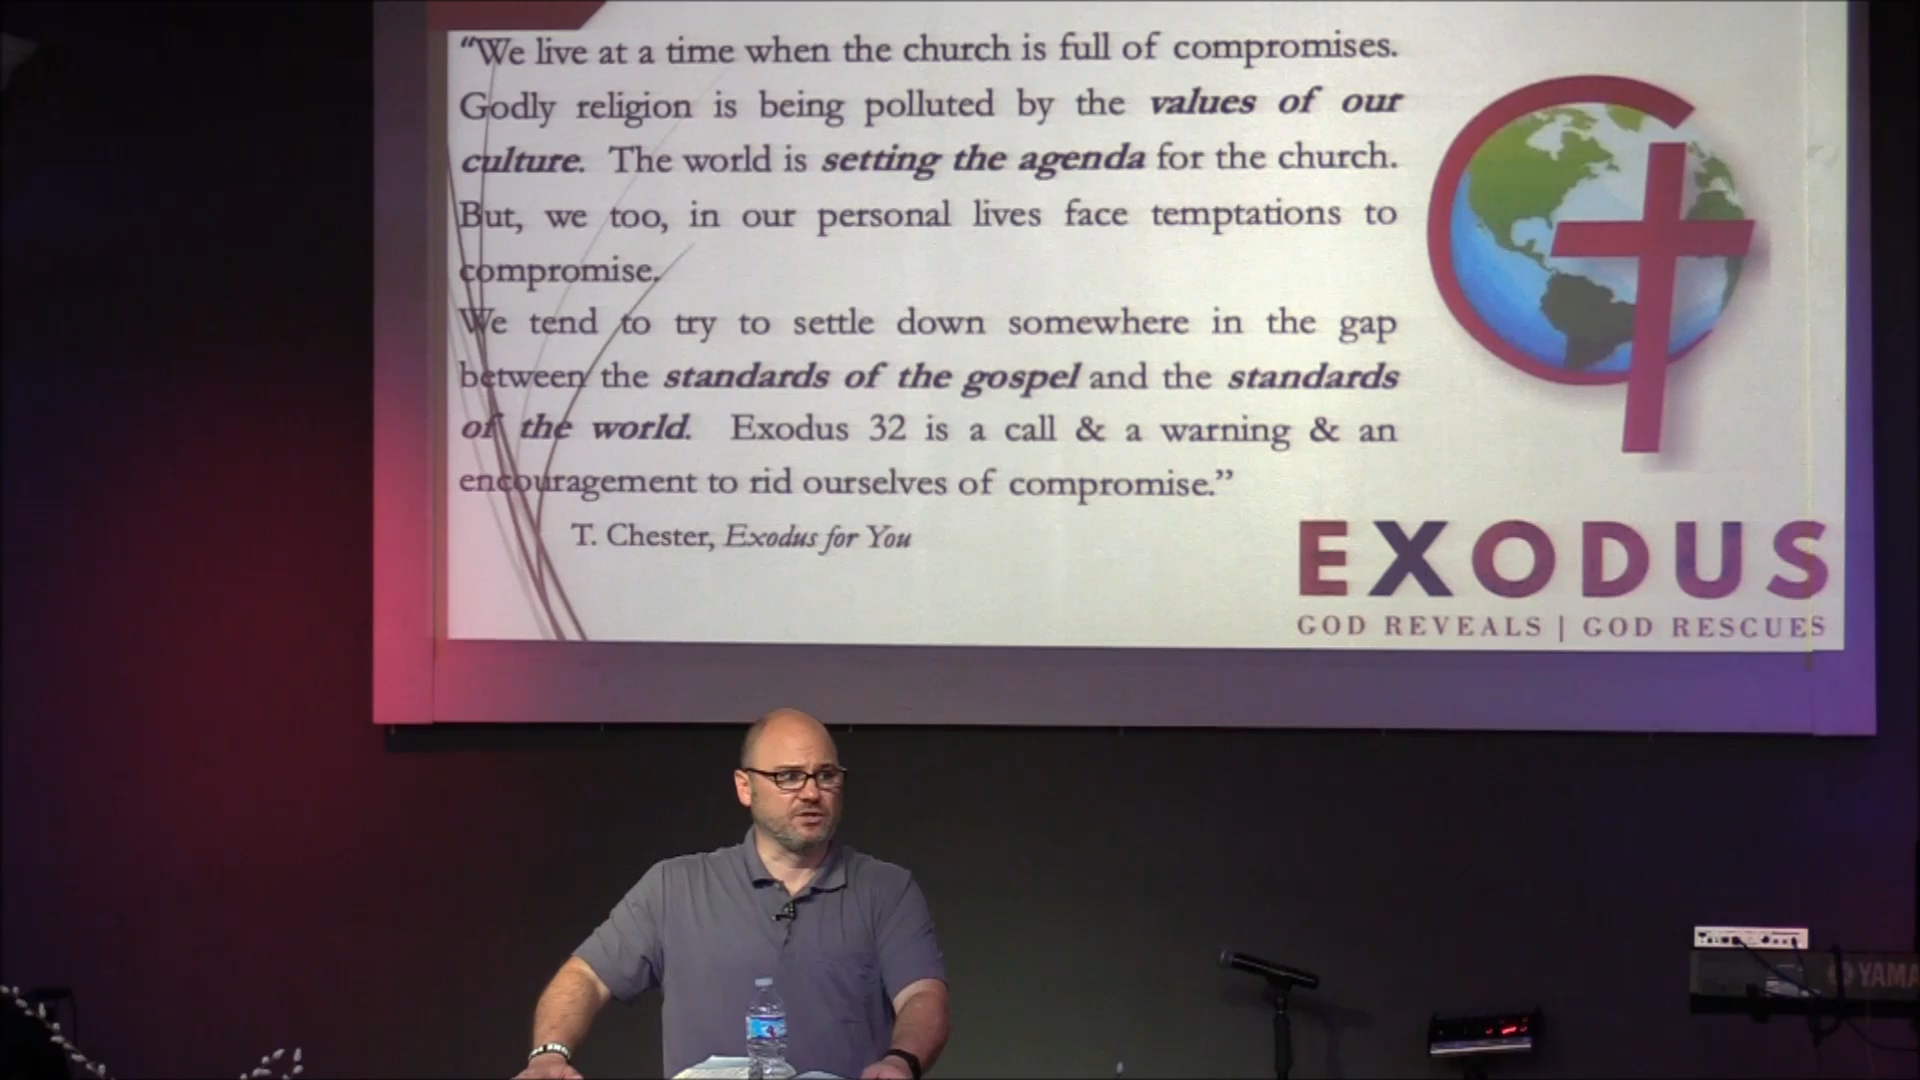 “We live at a time when the church is full of compromises.
Godly religion is being polluted by the values of our
culture. The world is setting the agenda for the church.
But, we too, in our personal lives face temptations to
compromise.
We tend to try to settle down somewhere in the gap
between the standards of the gospel and the standards
of the world. Exodus 32 is a call & a warning & an
encouragement to rid ourselves of compromise.”
T. Chester, Exodus for You
EXODUS
GOD REVEALS | GOD RESCUES
YAMA